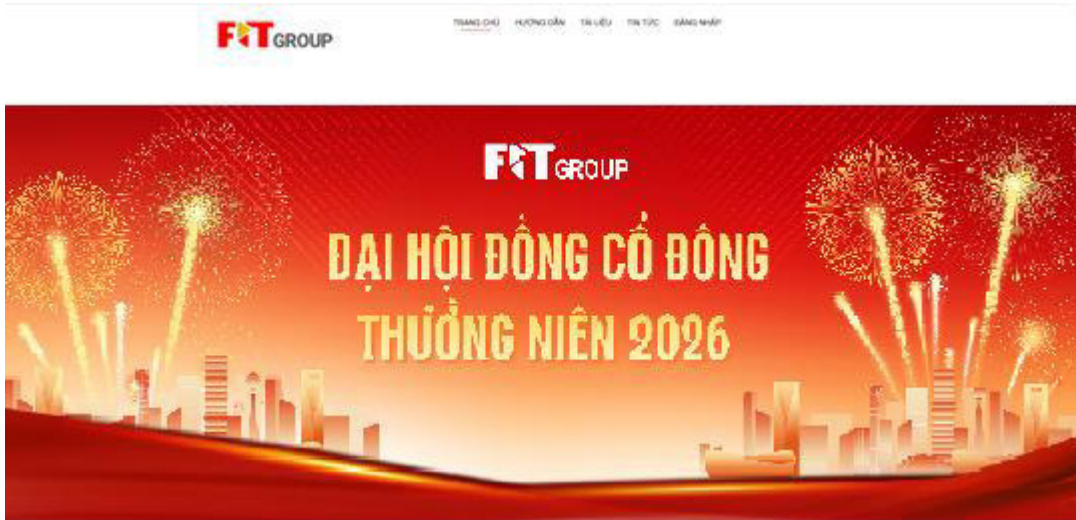 FIT GROUP
TRANG CHỦ HƯỚNG DẪN TÀI LIỆU TIN TỨC ĐĂNG NHẬP
FIT GROUP
ĐẠI HỘI ĐỒNG CỔ ĐÔNG
THƯỜNG NIÊN 2026